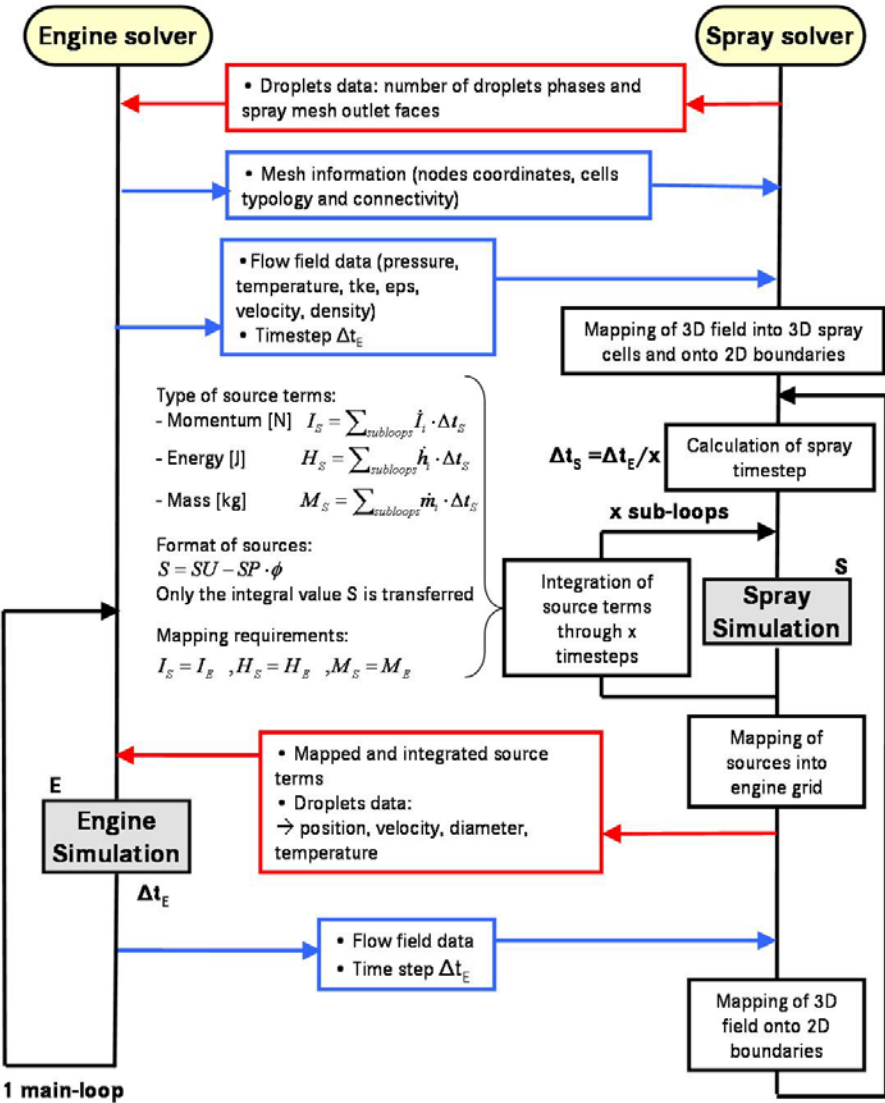 Engine solver
Spray solver
• Droplets data: number of droplets phases and
spray mesh outlet faces
• Mesh information (nodes coordinates, cells
typology and connectivity)
• Flow field data (pressure,
temperature, tke, eps,
velocity, density)
• Timestep Δt_E
Mapping of 3D field into 3D spray
cells and onto 2D boundaries
Type of source terms:
- Momentum [N] I_S = ∑_subloops İ_i · Δt_S
- Energy [J] H_S = ∑_subloops ḣ_i · Δt_S
- Mass [kg] M_S = ∑_subloops ṁ_i · Δt_S
Format of sources:
S = SU − SP · ϕ
Only the integral value S is transferred
Mapping requirements:
I_S = I_E , H_S = H_E , M_S = M_E
Δt_S =Δt_E/x
Calculation of spray
timestep
x sub-loops
Integration of
source terms
through x
timesteps
S
Spray
Simulation
Mapping of
sources into
engine grid
• Mapped and integrated source
terms
• Droplets data:
→ position, velocity, diameter,
temperature
E
Engine
Simulation
Δt_E
• Flow field data
• Time step Δt_E
Mapping of 3D
field onto 2D
boundaries
1 main-loop